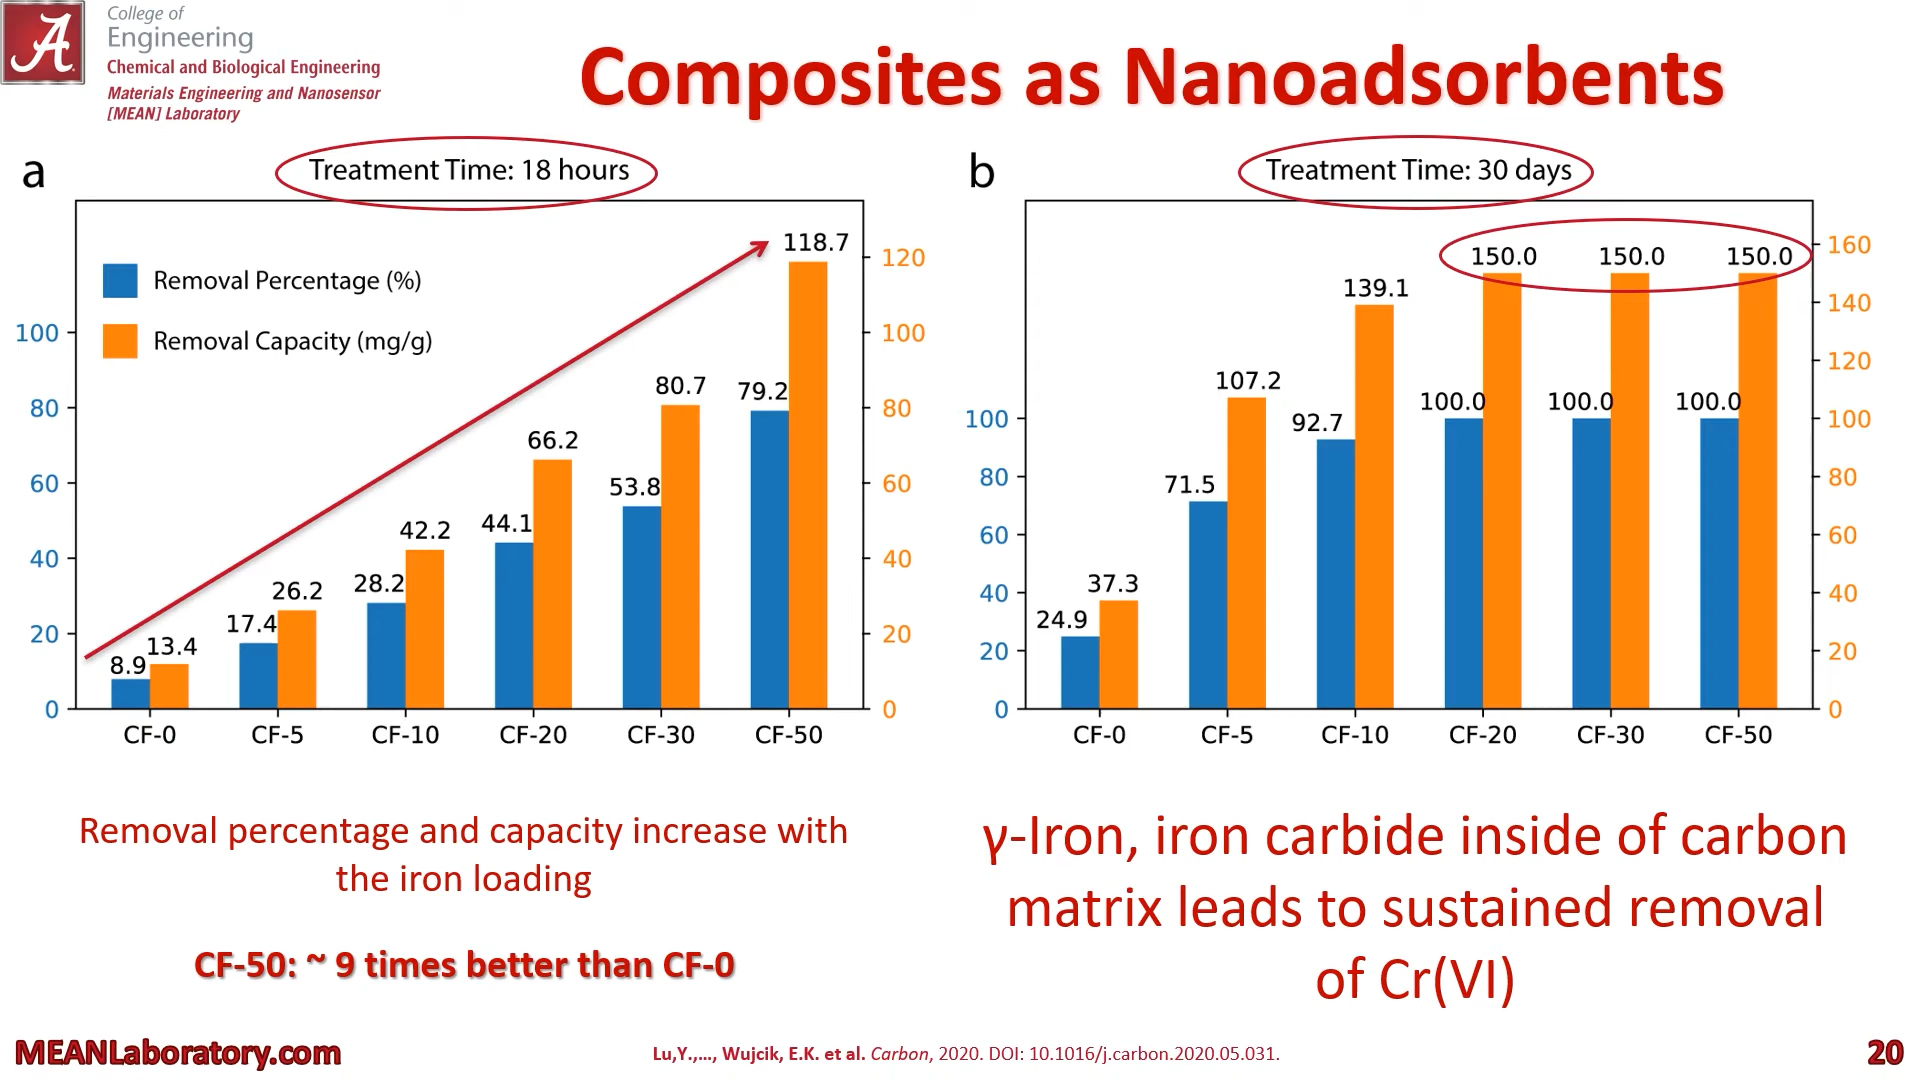 College of
Engineering
Chemical and Biological Engineering
Materials Engineering and Nanosensor
[MEAN] Laboratory
Composites as Nanoadsorbents
a
Treatment Time: 18 hours
Removal Percentage (%)
Removal Capacity (mg/g)
100
80
60
40
20
0
8.9
13.4
17.4
26.2
28.2
42.2
44.1
66.2
53.8
80.7
79.2
118.7
120
100
80
60
40
20
0
CF-0 CF-5 CF-10 CF-20 CF-30 CF-50
b
Treatment Time: 30 days
100
80
60
40
20
0
24.9
37.3
71.5
107.2
92.7
139.1
100.0
150.0
100.0
150.0
100.0
150.0
160
140
120
100
80
60
40
20
0
CF-0 CF-5 CF-10 CF-20 CF-30 CF-50
Removal percentage and capacity increase with
the iron loading
CF-50: ~ 9 times better than CF-0
γ-Iron, iron carbide inside of carbon
matrix leads to sustained removal
of Cr(VI)
MEANLaboratory.com
Lu,Y.,…, Wujcik, E.K. et al. Carbon, 2020. DOI: 10.1016/j.carbon.2020.05.031.
20